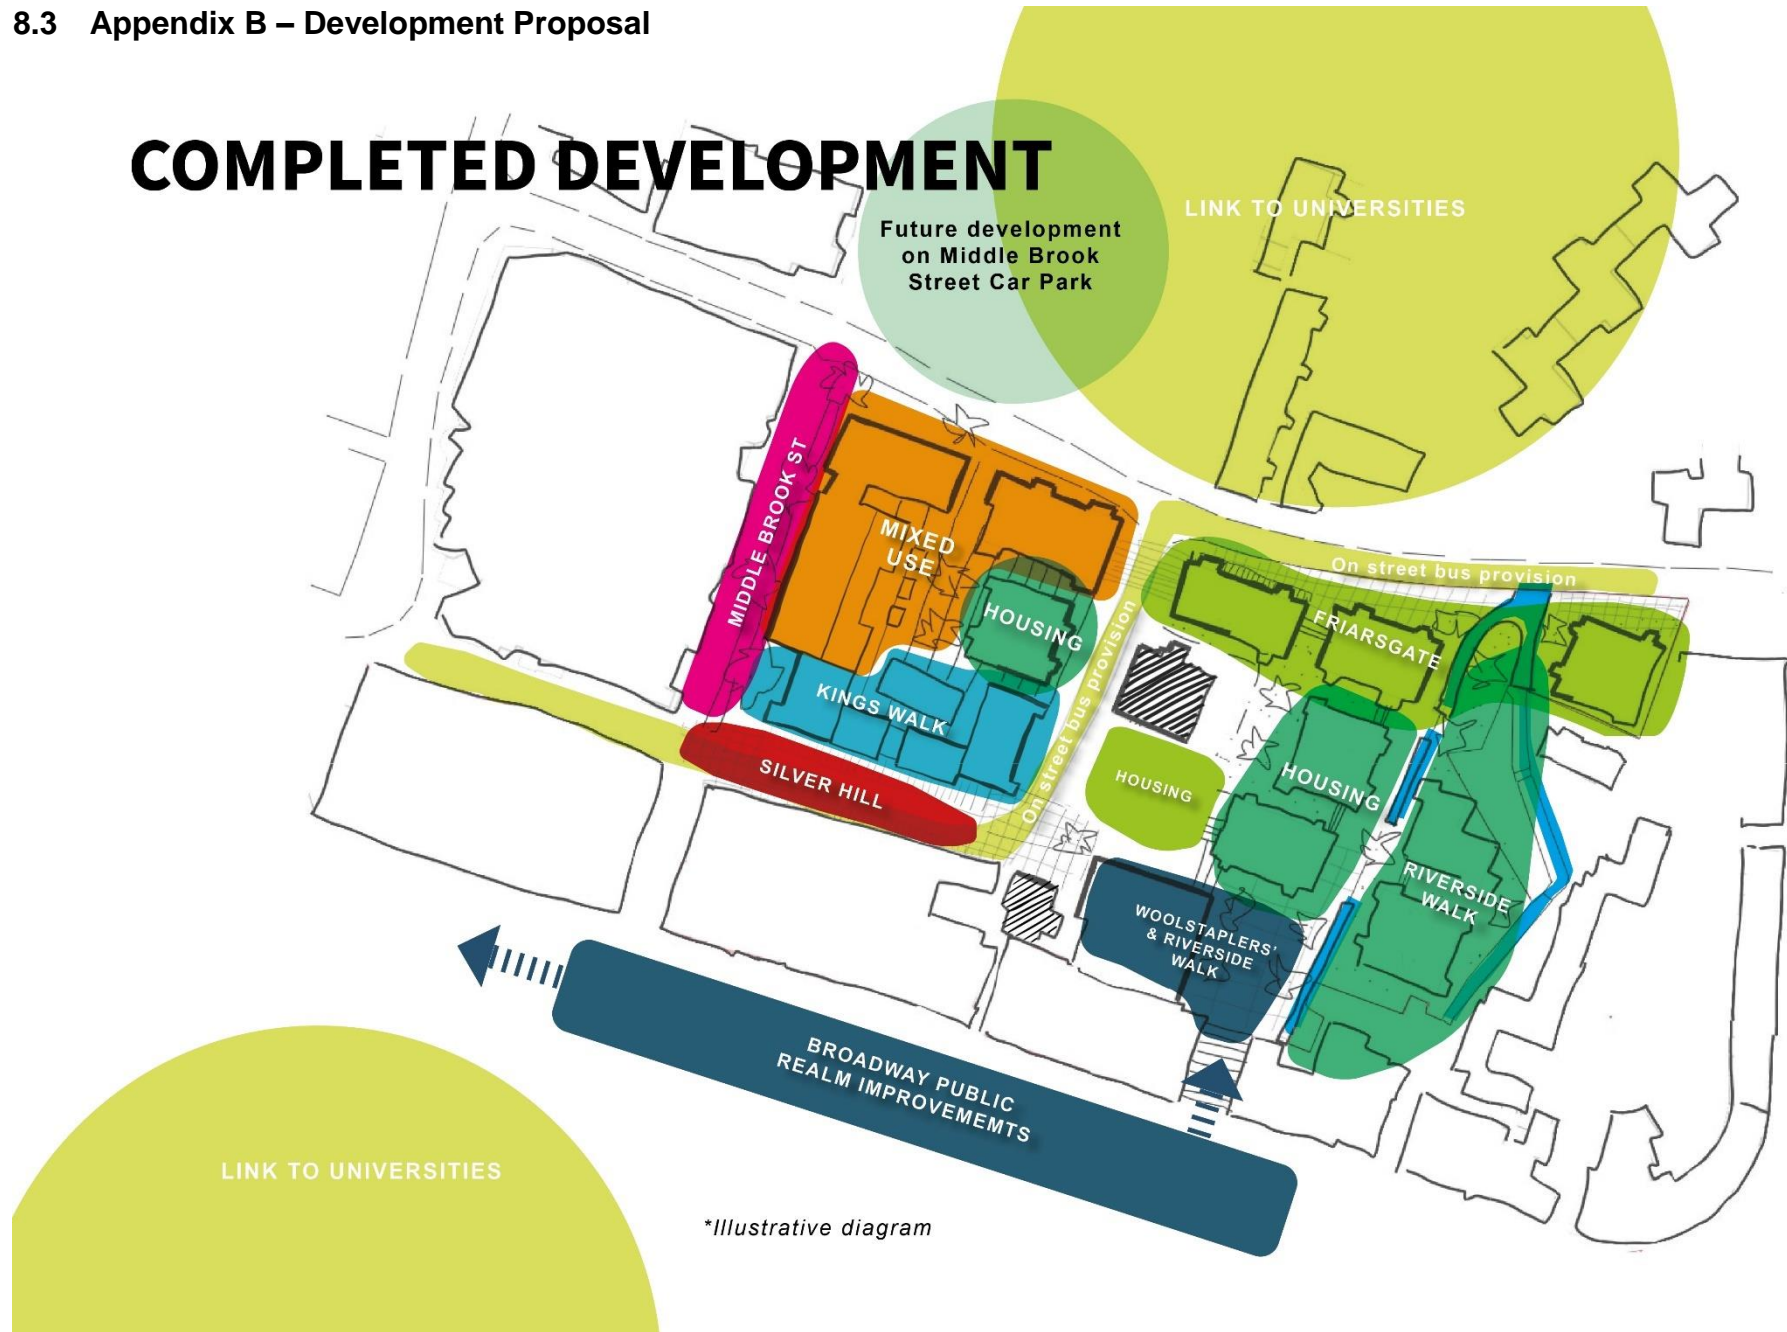 8.3 Appendix B – Development Proposal
COMPLETED DEVELOPMENT
LINK TO UNIVERSITIES
Future development
on Middle Brook
Street Car Park
MIDDLE BROOK ST
MIXED
USE
HOUSING
On street bus provision
On street bus provision
FRIARSGATE
KINGS WALK
SILVER HILL
HOUSING
HOUSING
RIVERSIDE
WALK
WOOLSTAPLERS'
& RIVERSIDE
WALK
BROADWAY PUBLIC
REALM IMPROVEMEMTS
LINK TO UNIVERSITIES
*Illustrative diagram